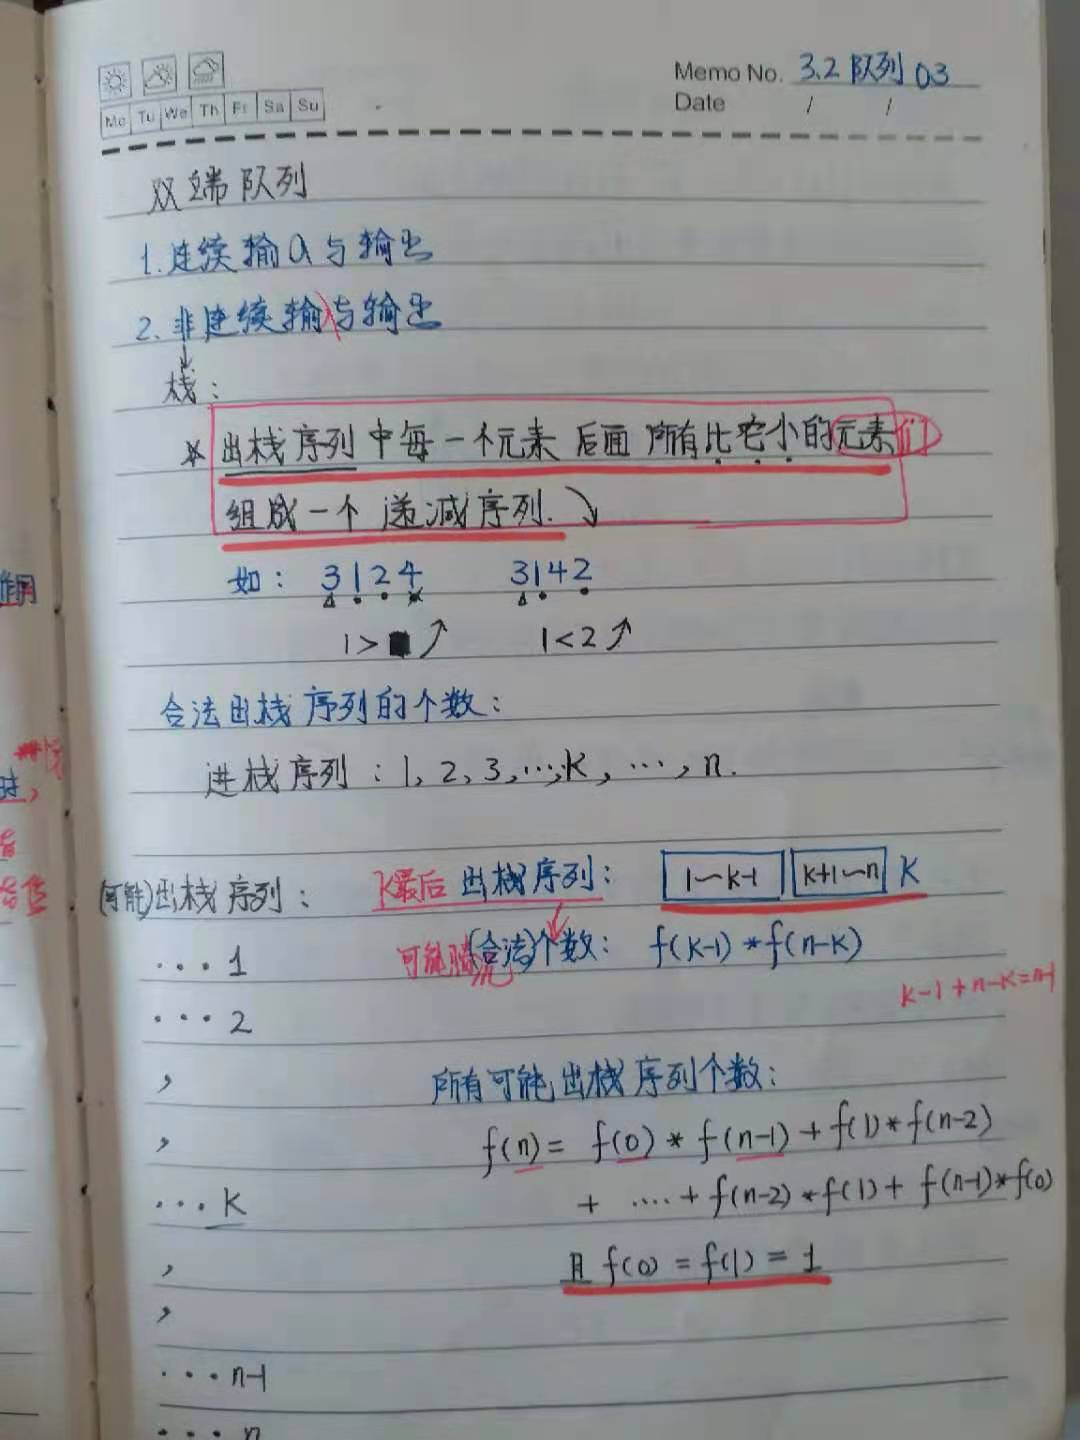 Memo No. 3.2 队列 03
Mo Tu We Th Fr Sa Su
Date / /
双端队列
1. 连续输入与输出
2. 非连续输入与输出
栈:
* 出栈序列中每一个元素后面所有比它小的元素们
组成一个递减序列.
如: 3124 3142
1> 1<2
合法出栈序列的个数:
进栈序列: 1, 2, 3, …, k, …, n.
(可能)出栈序列:
K最后出栈序列: 1~k-1 k+1~n K
可能(合法)个数: f(k-1)*f(n-k)
k-1+n-k=n-1
··· 1
··· 2
所有可能出栈序列个数:
f(n)= f(0)*f(n-1)+f(1)*f(n-2)
+ ....+f(n-2)*f(1)+f(n-1)*f(0)
··· K
且 f(0)=f(1)=1
··· n-1
··· n